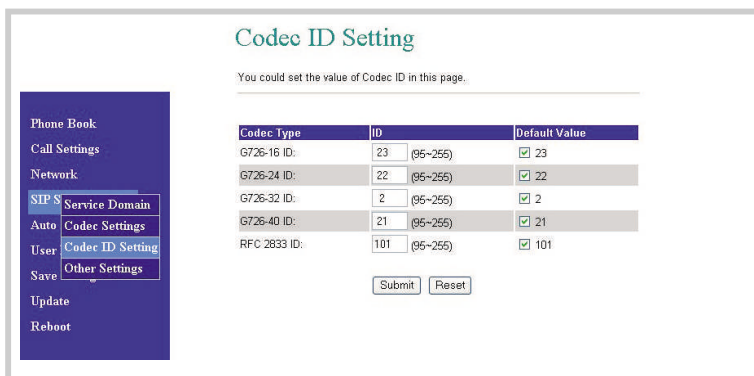 Codec ID Setting
You could set the value of Codec ID in this page.
Phone Book
Call Settings
Network
SIP S
Service Domain
Auto
Codec Settings
User
Codec ID Setting
Save
Other Settings
Update
Reboot
Codec Type ID Default Value
G726-16 ID: 23 (95~255) 23
G726-24 ID: 22 (95~255) 22
G726-32 ID: 2 (95~255) 2
G726-40 ID: 21 (95~255) 21
RFC 2833 ID: 101 (95~255) 101
Submit Reset